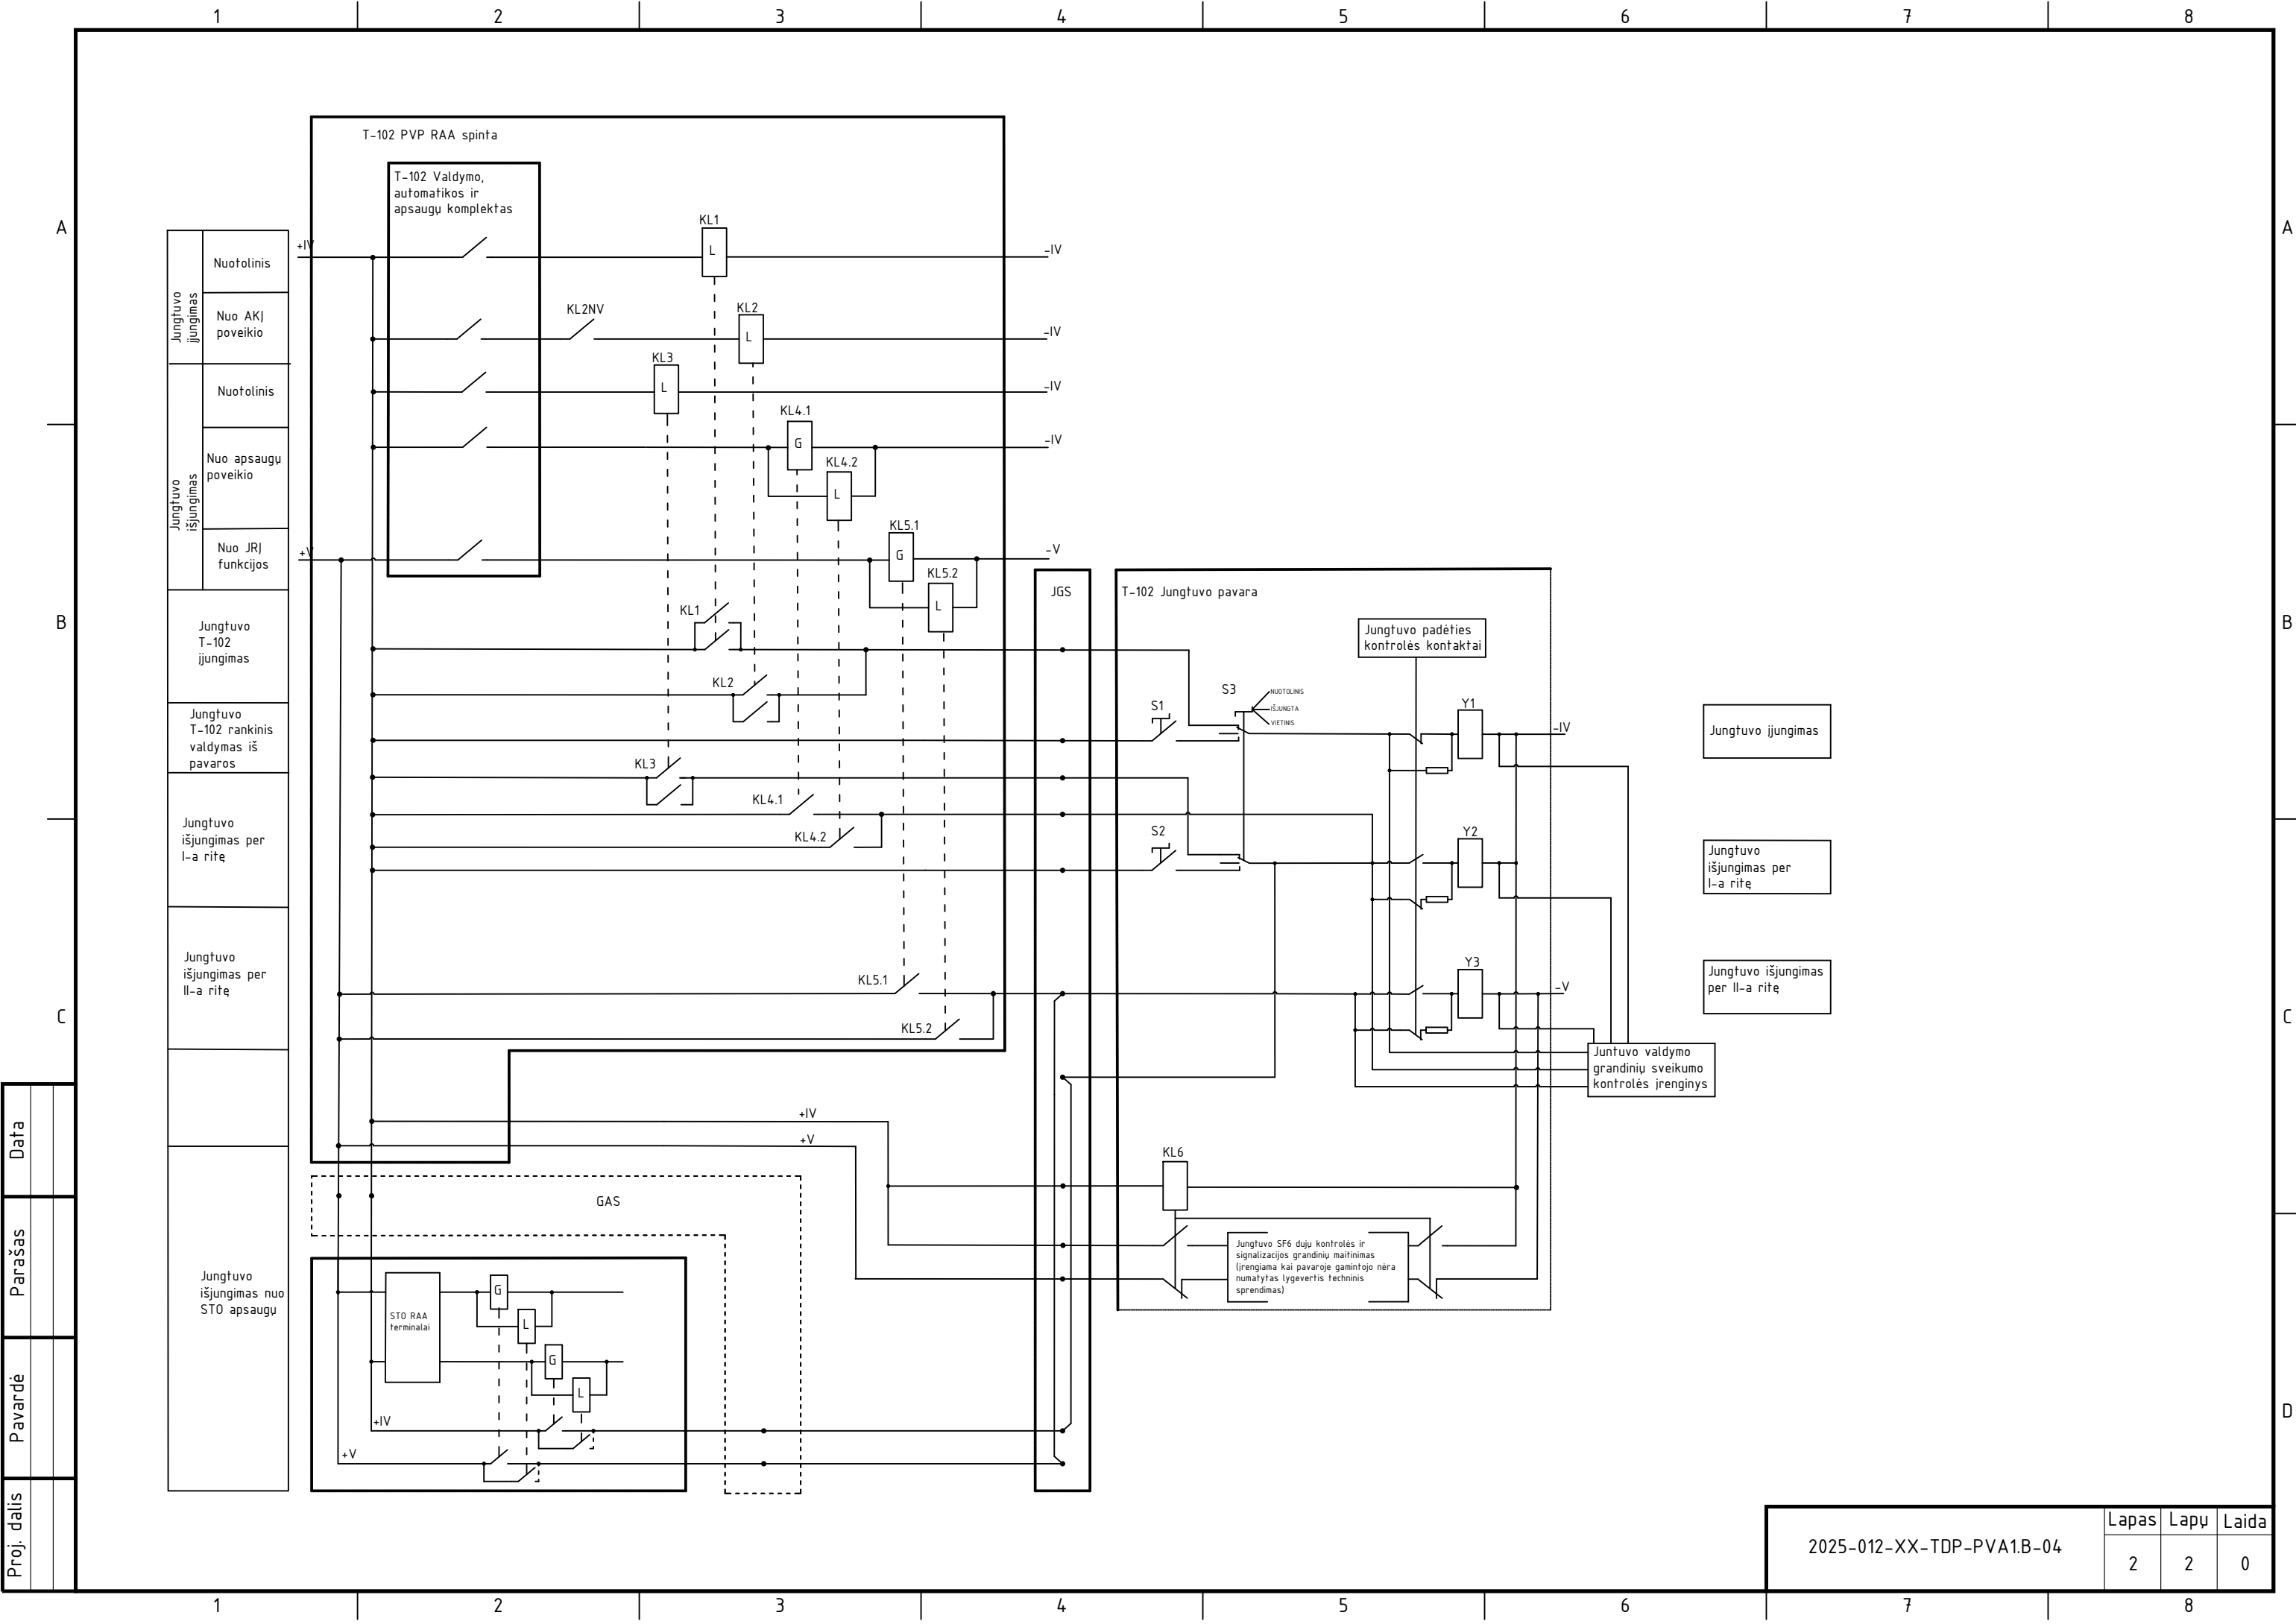 1 2 3 4 5 6 7 8
A
B
C
D
A
B
C
T-102 PVP RAA spinta
T-102 Valdymo,
automatikos ir
apsaugų komplektas
Jungtuvo
įjungimas
Nuotolinis
Nuo AKĮ
poveikio
Jungtuvo
išjungimas
Nuotolinis
Nuo apsaugų
poveikio
Nuo JRĮ
funkcijos
Jungtuvo
T-102
įjungimas
Jungtuvo
T-102 rankinis
valdymas iš
pavaros
Jungtuvo
išjungimas per
I-a ritę
Jungtuvo
išjungimas per
II-a ritę
Jungtuvo
išjungimas nuo
STO apsaugų
+IV
KL1
L
-IV
KL2NV
KL2
L
-IV
KL3
L
-IV
KL4.1
G
-IV
KL4.2
L
+V
KL5.1
G
-V
KL5.2
L
KL1
KL2
KL3
KL4.1
KL4.2
KL5.1
KL5.2
+IV
+V
JGS
T-102 Jungtuvo pavara
Jungtuvo padėties
kontrolės kontaktai
S3
NUOTOLINIS
IŠJUNGTA
VIETINIS
S1
Y1
-IV
S2
Y2
Y3
-V
Juntuvo valdymo
grandinių sveikumo
kontrolės įrenginys
KL6
Jungtuvo SF6 dujų kontrolės ir
signalizacijos grandinių maitinimas
(įrengiama kai pavaroje gamintojo nėra
numatytas lygevertis techninis
sprendimas)
Jungtuvo įjungimas
Jungtuvo
išjungimas per
I-a ritę
Jungtuvo išjungimas
per II-a ritę
GAS
STO RAA
terminalai
G
L
G
L
+IV
+V
Data
Parašas
Pavardė
Proj. dalis
2025-012-XX-TDP-PVA1.B-04
Lapas Lapų Laida
2 2 0
1 2 3 4 5 6 7 8